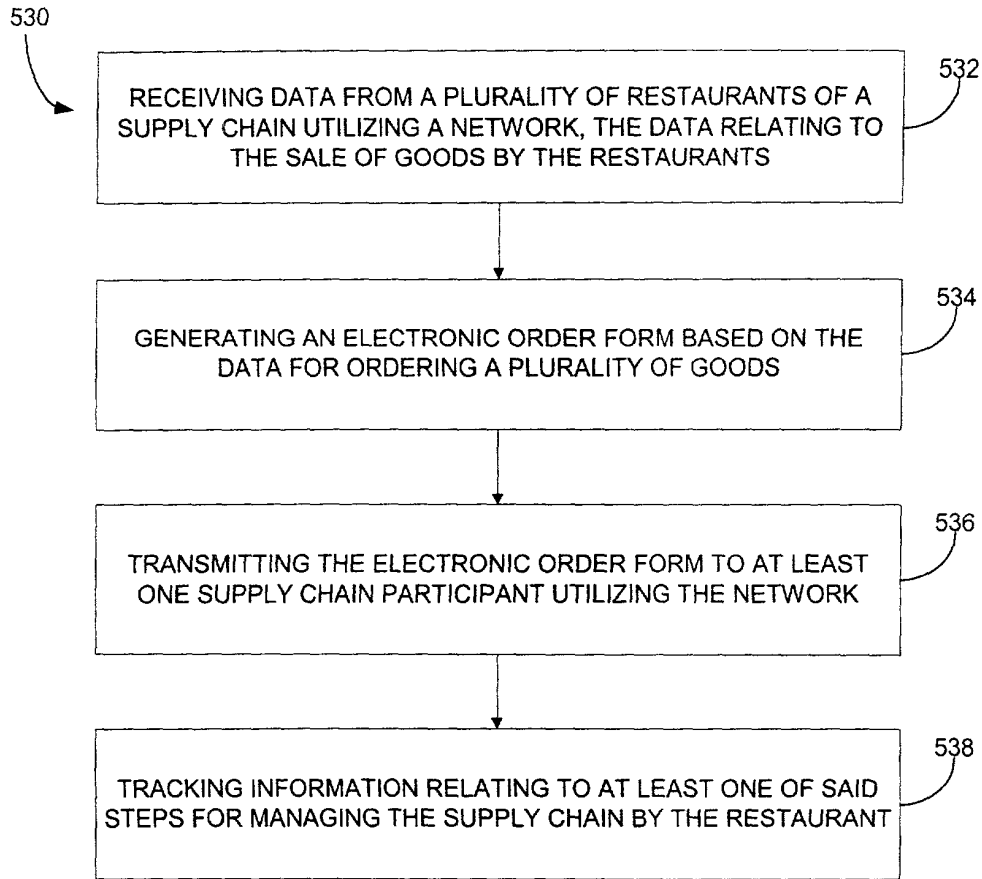 530
532
RECEIVING DATA FROM A PLURALITY OF RESTAURANTS OF A
SUPPLY CHAIN UTILIZING A NETWORK, THE DATA RELATING TO
THE SALE OF GOODS BY THE RESTAURANTS
534
GENERATING AN ELECTRONIC ORDER FORM BASED ON THE
DATA FOR ORDERING A PLURALITY OF GOODS
536
TRANSMITTING THE ELECTRONIC ORDER FORM TO AT LEAST
ONE SUPPLY CHAIN PARTICIPANT UTILIZING THE NETWORK
538
TRACKING INFORMATION RELATING TO AT LEAST ONE OF SAID
STEPS FOR MANAGING THE SUPPLY CHAIN BY THE RESTAURANT